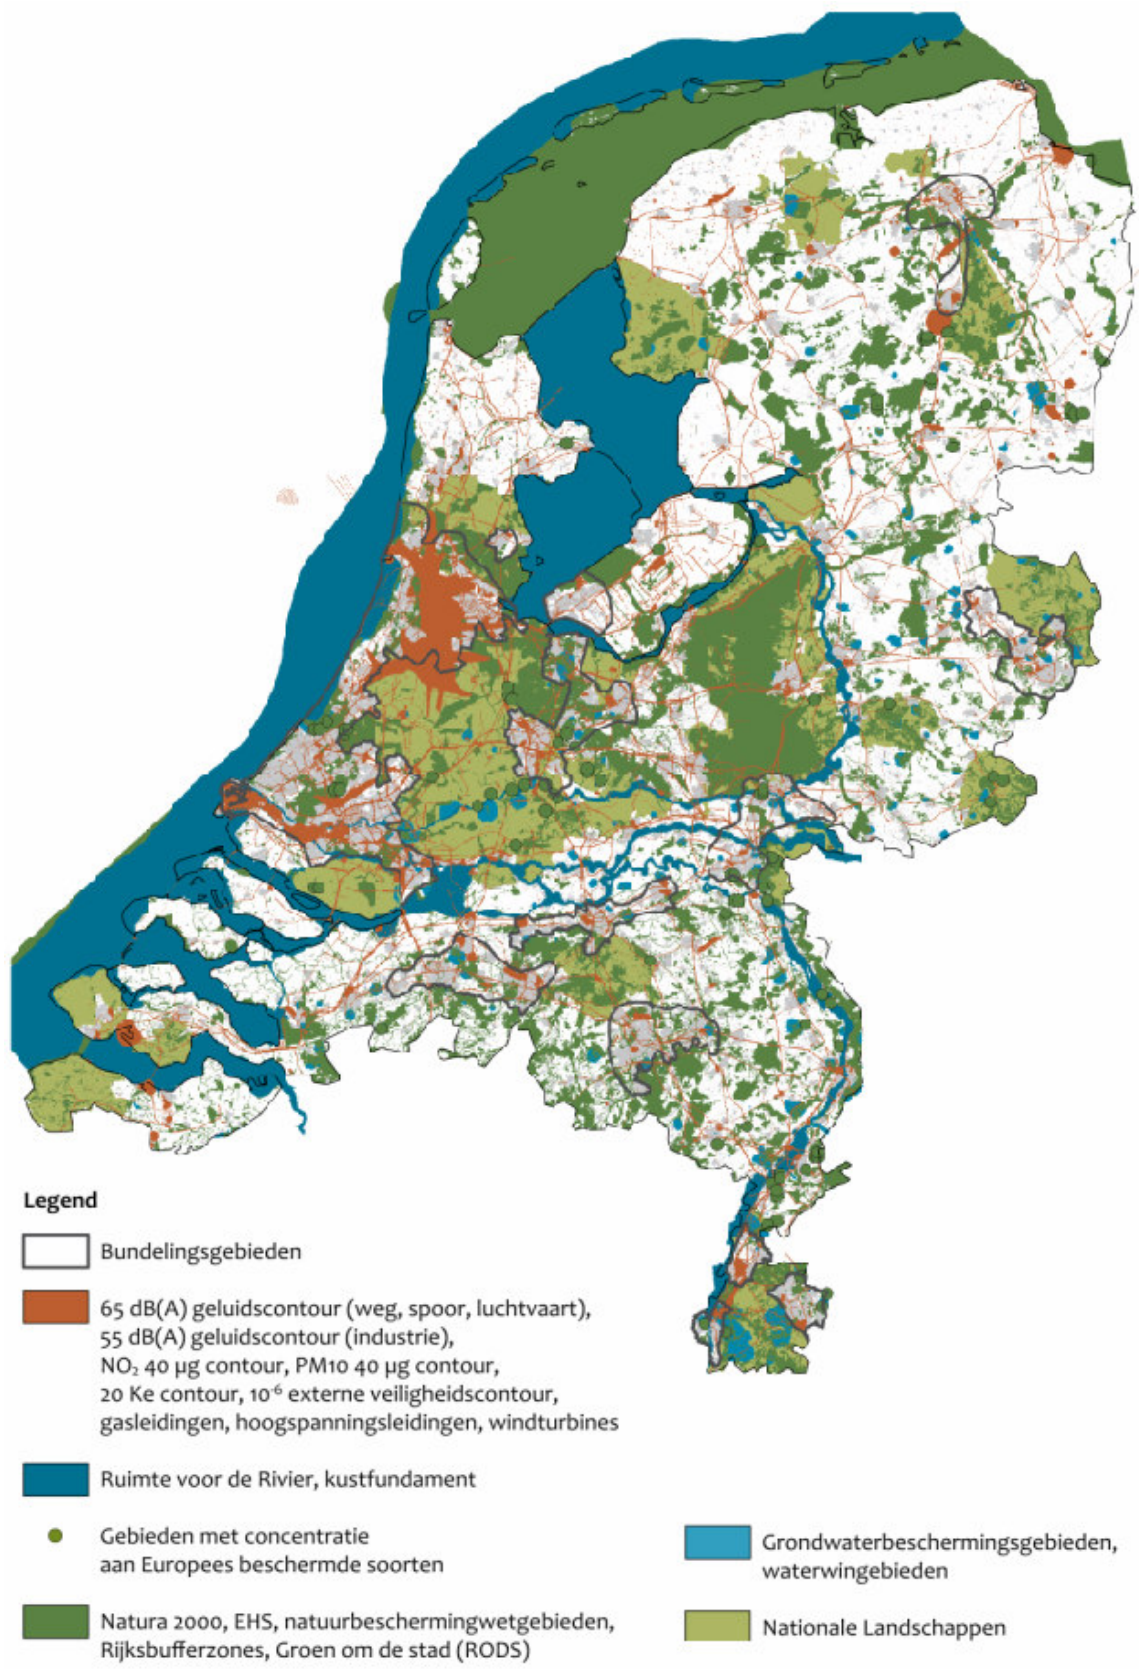 Legend
Bundelingsgebieden
65 dB(A) geluidscontour (weg, spoor, luchtvaart),
55 dB(A) geluidscontour (industrie),
NO₂ 40 µg contour, PM10 40 µg contour,
20 Ke contour, 10⁻⁶ externe veiligheidscontour,
gasleidingen, hoogspanningsleidingen, windturbines
Ruimte voor de Rivier, kustfundament
Gebieden met concentratie
aan Europees beschermde soorten
Natura 2000, EHS, natuurbeschermingwetgebieden,
Rijksbufferzones, Groen om de stad (RODS)
Grondwaterbeschermingsgebieden,
waterwingebieden
Nationale Landschappen